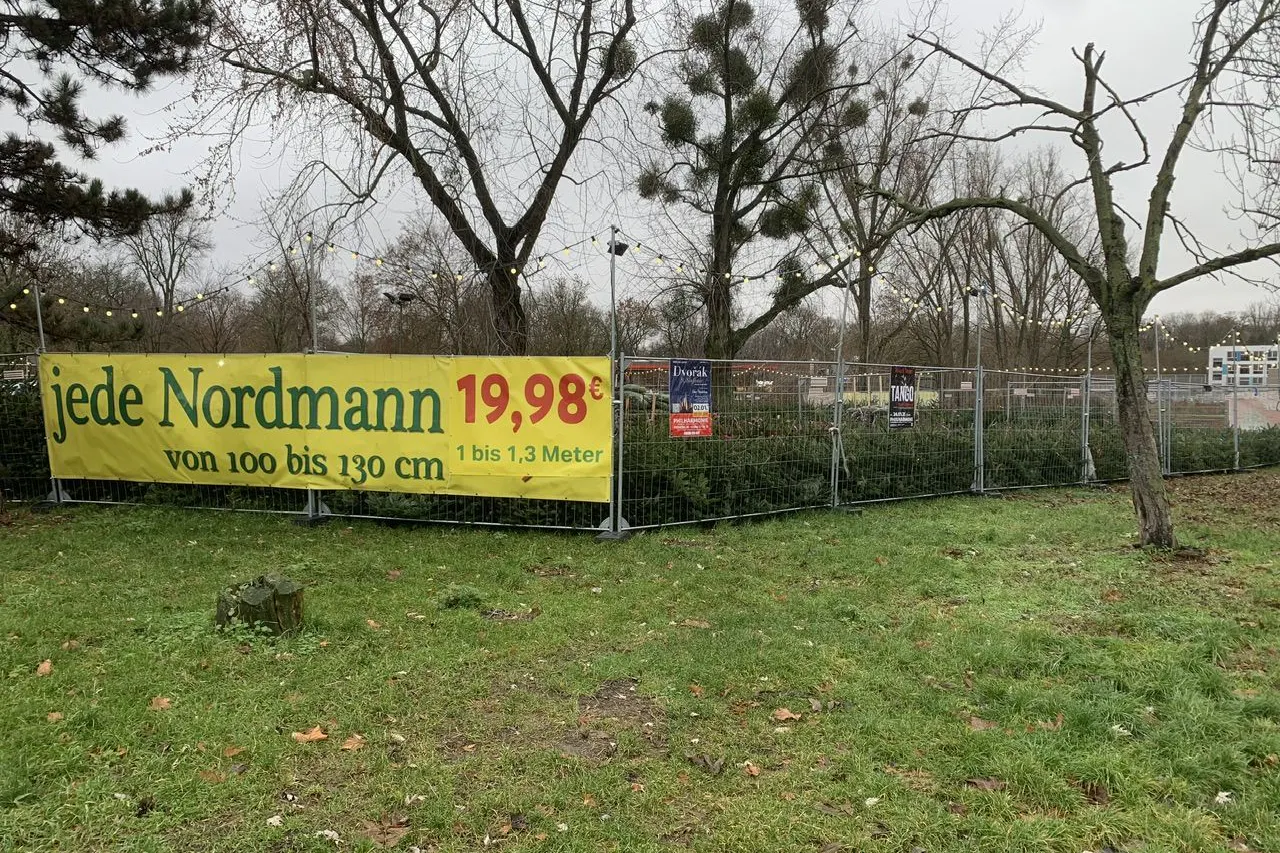 jede Nordmann
von 100 bis 130 cm
19,98€
1 bis 1,3 Meter
Dvořák
PHILHARMONIE
TANGO